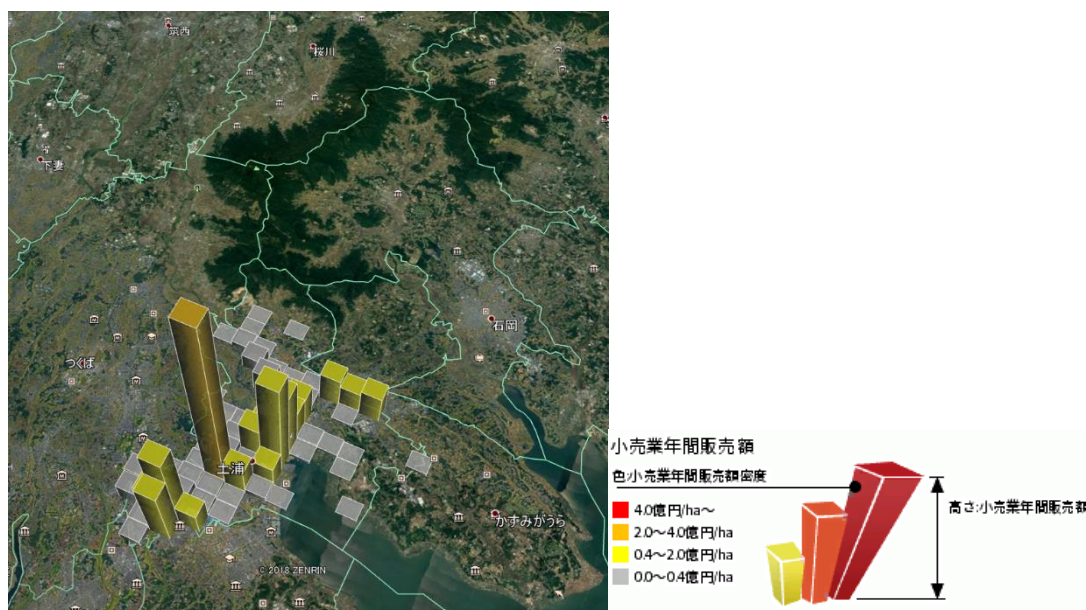 筑西
桜川
下妻
石岡
つくば
土浦
かすみがうら
© 2018 ZENRIN
小売業年間販売額
色:小売業年間販売額密度
4.0億円/ha～
2.0～4.0億円/ha
0.4～2.0億円/ha
0.0～0.4億円/ha
高さ:小売業年間販売額